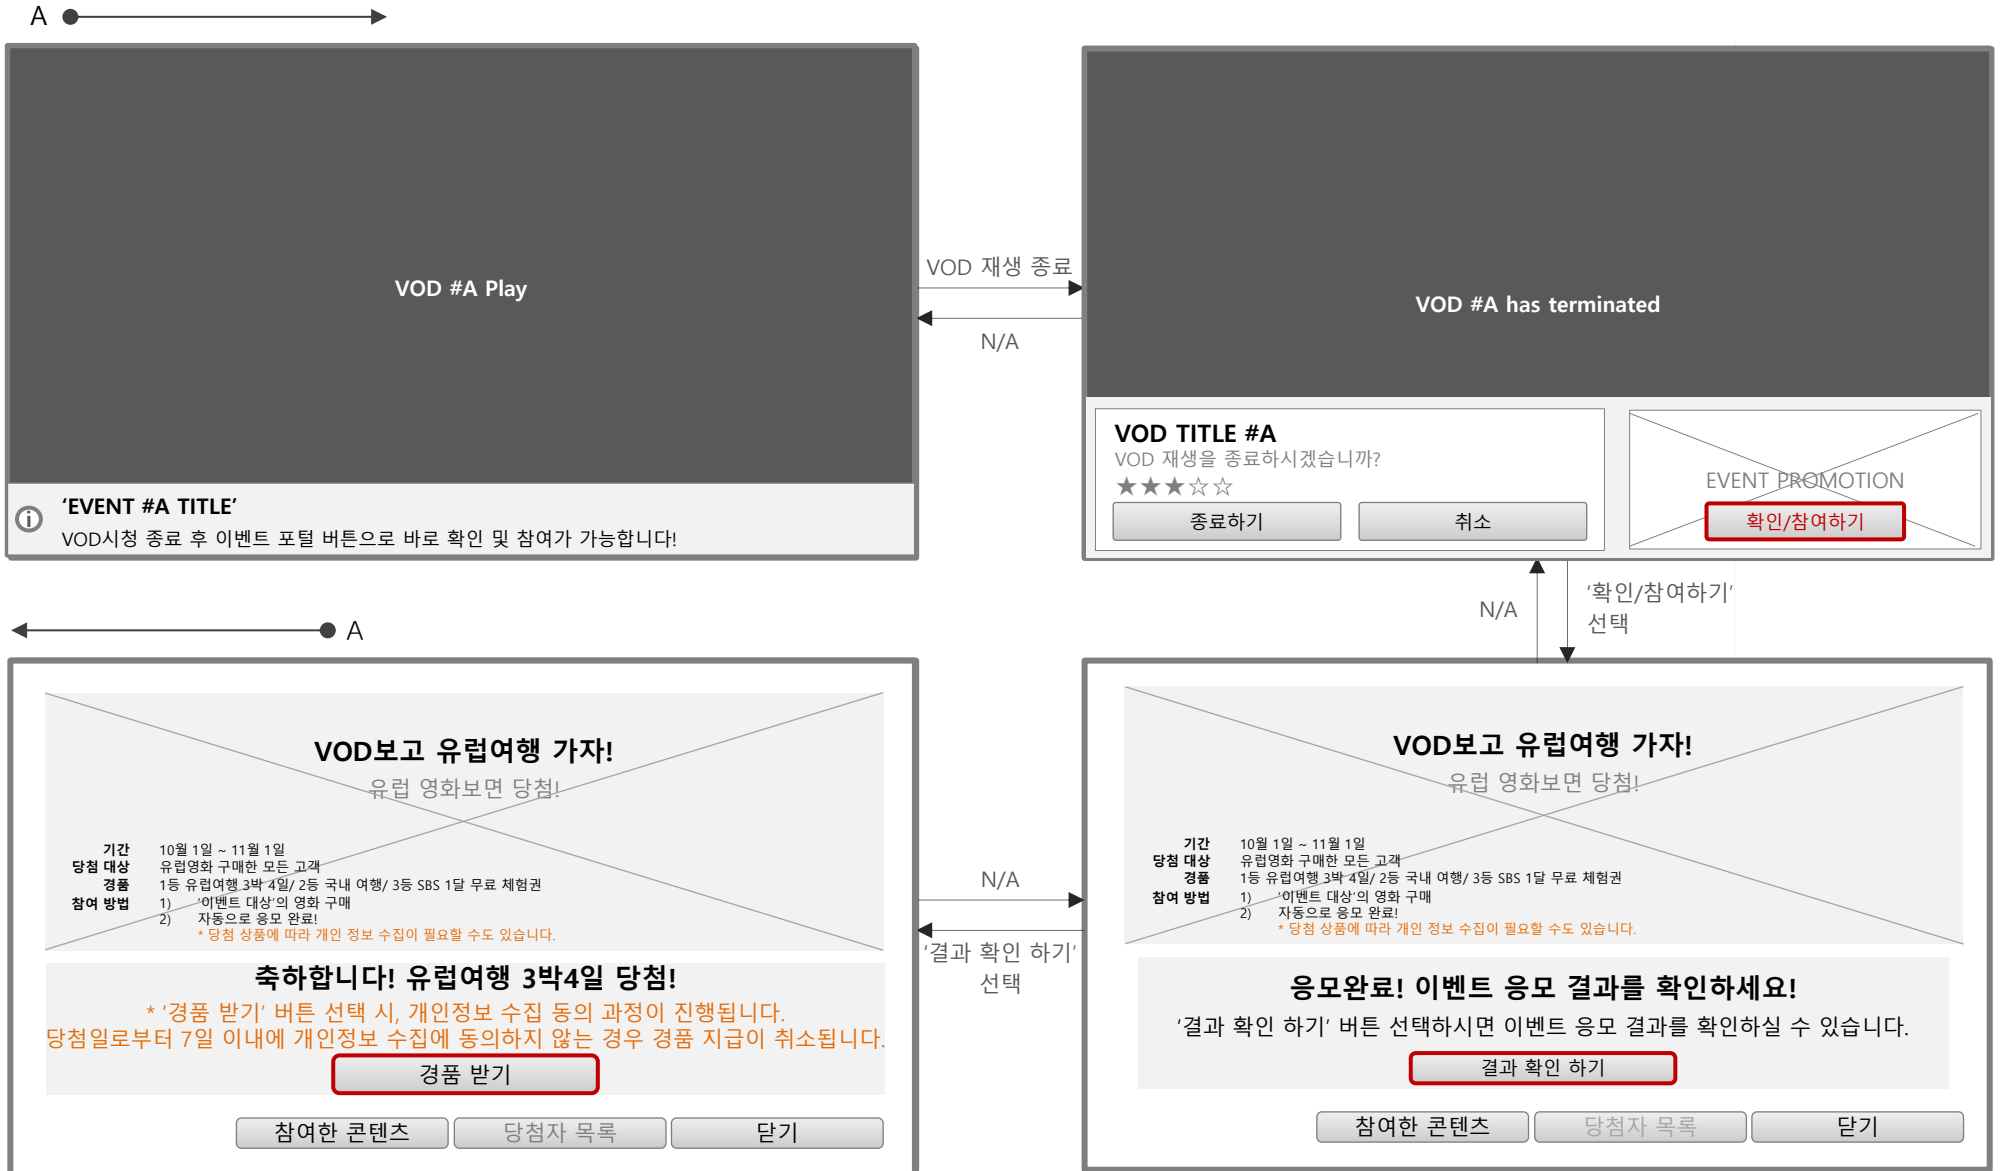 A
VOD #A Play
‘EVENT #A TITLE’
VOD시청 종료 후 이벤트 포털 버튼으로 바로 확인 및 참여가 가능합니다!
VOD 재생 종료
N/A
VOD #A has terminated
VOD TITLE #A
VOD 재생을 종료하시겠습니까?
★★★☆☆
종료하기
취소
EVENT PROMOTION
확인/참여하기
N/A
‘확인/참여하기’
선택
A
VOD보고 유럽여행 가자!
유럽 영화보면 당첨!
기간 10월 1일 ~ 11월 1일
당첨 대상 유럽영화 구매한 모든 고객
경품 1등 유럽여행 3박 4일/ 2등 국내 여행/ 3등 SBS 1달 무료 체험권
참여 방법 1) ‘이벤트 대상’의 영화 구매
2) 자동으로 응모 완료!
* 당첨 상품에 따라 개인 정보 수집이 필요할 수도 있습니다.
축하합니다! 유럽여행 3박4일 당첨!
* ‘경품 받기’ 버튼 선택 시, 개인정보 수집 동의 과정이 진행됩니다.
당첨일로부터 7일 이내에 개인정보 수집에 동의하지 않는 경우 경품 지급이 취소됩니다.
경품 받기
참여한 콘텐츠
당첨자 목록
닫기
N/A
‘결과 확인 하기’
선택
VOD보고 유럽여행 가자!
유럽 영화보면 당첨!
기간 10월 1일 ~ 11월 1일
당첨 대상 유럽영화 구매한 모든 고객
경품 1등 유럽여행 3박 4일/ 2등 국내 여행/ 3등 SBS 1달 무료 체험권
참여 방법 1) ‘이벤트 대상’의 영화 구매
2) 자동으로 응모 완료!
* 당첨 상품에 따라 개인 정보 수집이 필요할 수도 있습니다.
응모완료! 이벤트 응모 결과를 확인하세요!
‘결과 확인 하기’ 버튼 선택하시면 이벤트 응모 결과를 확인하실 수 있습니다.
결과 확인 하기
참여한 콘텐츠
당첨자 목록
닫기